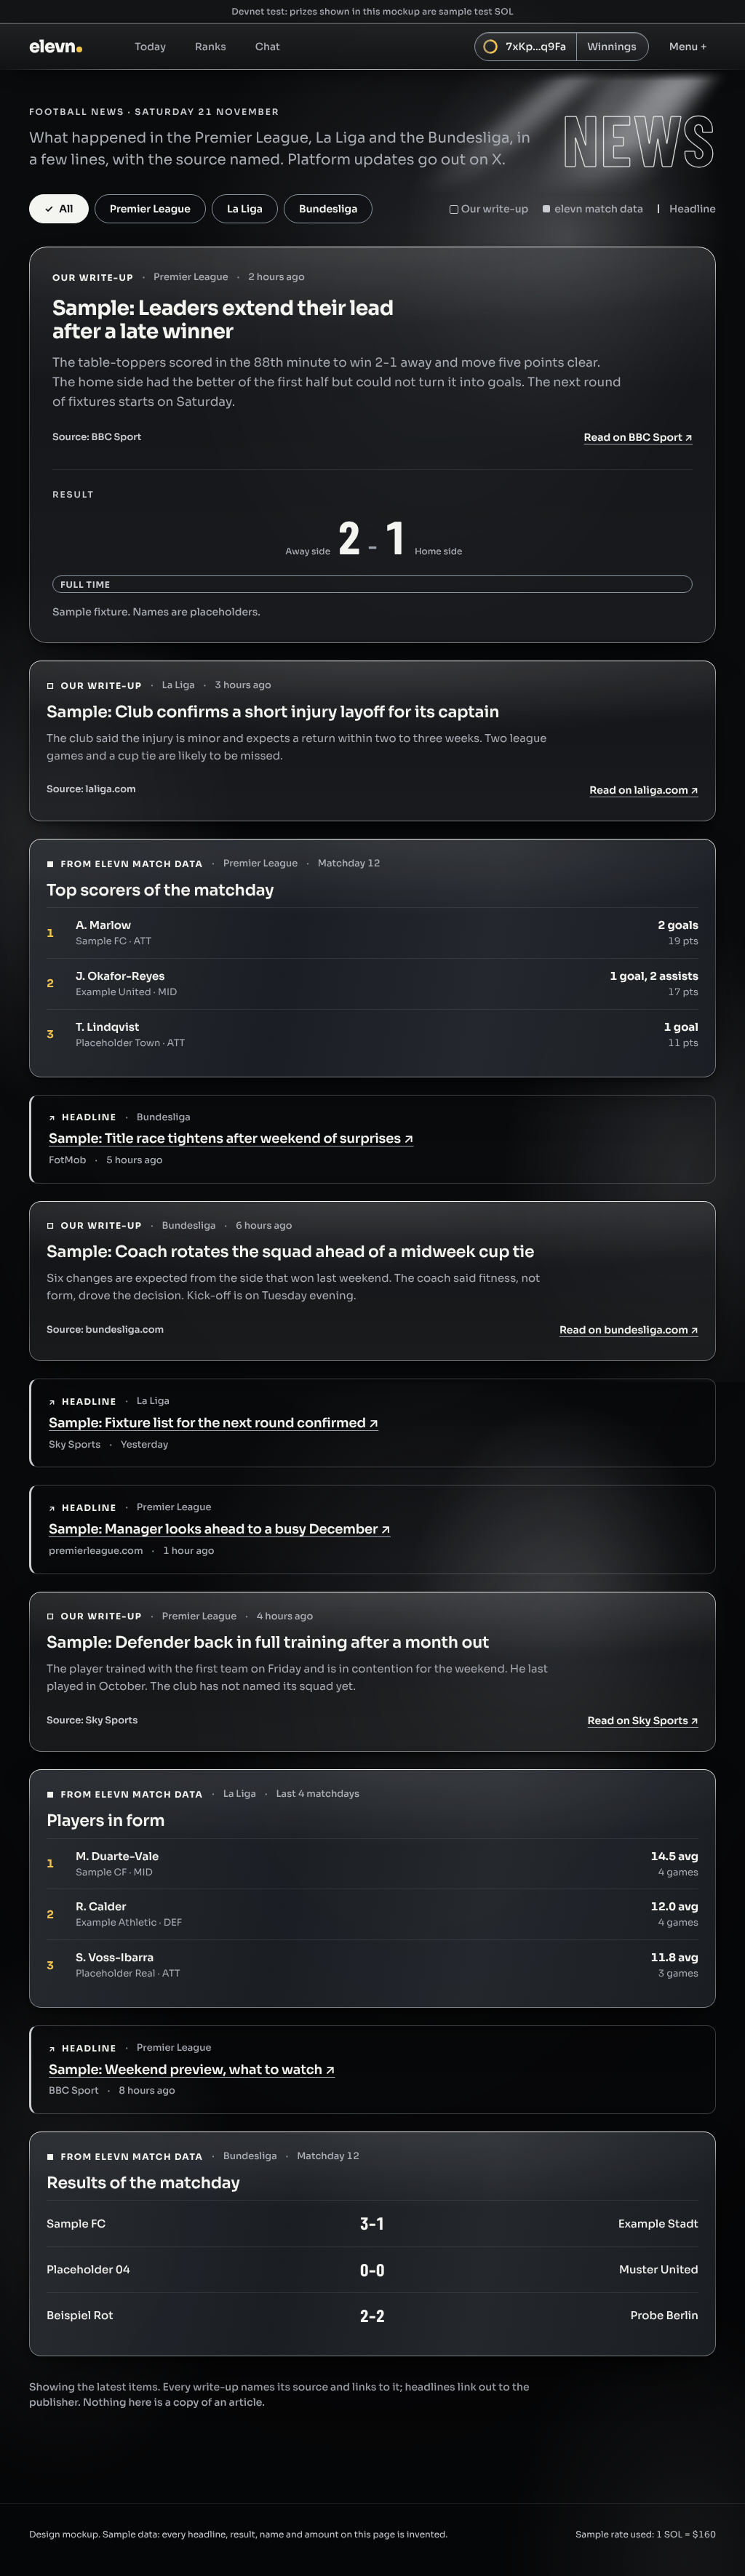 Devnet test: prizes shown in this mockup are sample test SOL
elevn.
Today Ranks Chat
7xKp...q9Fa Winnings Menu +
FOOTBALL NEWS · SATURDAY 21 NOVEMBER
What happened in the Premier League, La Liga and the Bundesliga, in
a few lines, with the source named. Platform updates go out on X.
NEWS
✓ All Premier League La Liga Bundesliga
Our write-up elevn match data Headline
OUR WRITE-UP · Premier League · 2 hours ago
Sample: Leaders extend their lead
after a late winner
The table-toppers scored in the 88th minute to win 2-1 away and move five points clear.
The home side had the better of the first half but could not turn it into goals. The next round
of fixtures starts on Saturday.
Source: BBC Sport Read on BBC Sport ↗
RESULT
Away side 2 - 1 Home side
FULL TIME
Sample fixture. Names are placeholders.
OUR WRITE-UP · La Liga · 3 hours ago
Sample: Club confirms a short injury layoff for its captain
The club said the injury is minor and expects a return within two to three weeks. Two league
games and a cup tie are likely to be missed.
Source: laliga.com Read on laliga.com ↗
FROM ELEVN MATCH DATA · Premier League · Matchday 12
Top scorers of the matchday
1 A. Marlow 2 goals
Sample FC · ATT 19 pts
2 J. Okafor-Reyes 1 goal, 2 assists
Example United · MID 17 pts
3 T. Lindqvist 1 goal
Placeholder Town · ATT 11 pts
↗ HEADLINE · Bundesliga
Sample: Title race tightens after weekend of surprises ↗
FotMob · 5 hours ago
OUR WRITE-UP · Bundesliga · 6 hours ago
Sample: Coach rotates the squad ahead of a midweek cup tie
Six changes are expected from the side that won last weekend. The coach said fitness, not
form, drove the decision. Kick-off is on Tuesday evening.
Source: bundesliga.com Read on bundesliga.com ↗
↗ HEADLINE · La Liga
Sample: Fixture list for the next round confirmed ↗
Sky Sports · Yesterday
↗ HEADLINE · Premier League
Sample: Manager looks ahead to a busy December ↗
premierleague.com · 1 hour ago
OUR WRITE-UP · Premier League · 4 hours ago
Sample: Defender back in full training after a month out
The player trained with the first team on Friday and is in contention for the weekend. He last
played in October. The club has not named its squad yet.
Source: Sky Sports Read on Sky Sports ↗
FROM ELEVN MATCH DATA · La Liga · Last 4 matchdays
Players in form
1 M. Duarte-Vale 14.5 avg
Sample CF · MID 4 games
2 R. Calder 12.0 avg
Example Athletic · DEF 4 games
3 S. Voss-Ibarra 11.8 avg
Placeholder Real · ATT 3 games
↗ HEADLINE · Premier League
Sample: Weekend preview, what to watch ↗
BBC Sport · 8 hours ago
FROM ELEVN MATCH DATA · Bundesliga · Matchday 12
Results of the matchday
Sample FC 3-1 Example Stadt
Placeholder 04 0-0 Muster United
Beispiel Rot 2-2 Probe Berlin
Showing the latest items. Every write-up names its source and links to it; headlines link out to the
publisher. Nothing here is a copy of an article.
Design mockup. Sample data: every headline, result, name and amount on this page is invented. Sample rate used: 1 SOL = $160